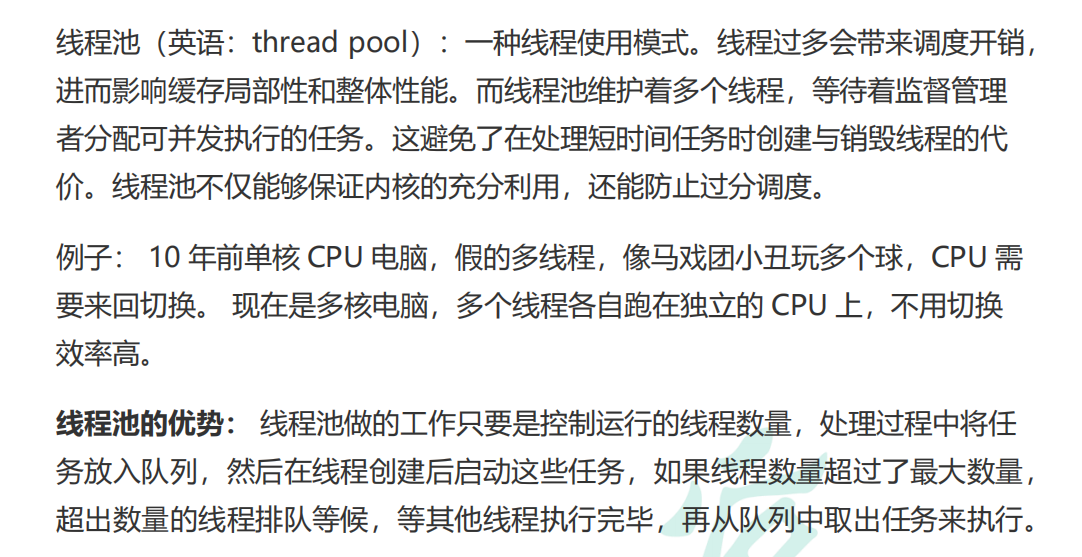 线程池（英语：thread pool）：一种线程使用模式。线程过多会带来调度开销，
进而影响缓存局部性和整体性能。而线程池维护着多个线程，等待着监督管理
者分配可并发执行的任务。这避免了在处理短时间任务时创建与销毁线程的代
价。线程池不仅能够保证内核的充分利用，还能防止过分调度。
例子： 10 年前单核 CPU 电脑，假的多线程，像马戏团小丑玩多个球，CPU 需
要来回切换。 现在是多核电脑，多个线程各自跑在独立的 CPU 上，不用切换
效率高。
线程池的优势： 线程池做的工作只要是控制运行的线程数量，处理过程中将任
务放入队列，然后在线程创建后启动这些任务，如果线程数量超过了最大数量，
超出数量的线程排队等候，等其他线程执行完毕，再从队列中取出任务来执行。